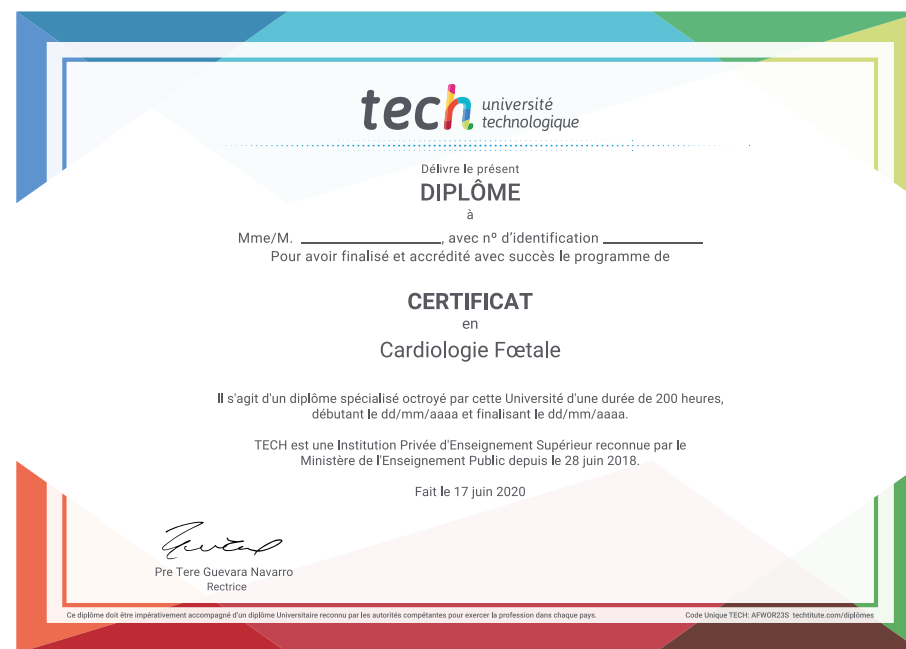 tech université
technologique
Délivre le présent
DIPLÔME
à
Mme/M. ____________________, avec nº d'identification ______________
Pour avoir finalisé et accrédité avec succès le programme de
CERTIFICAT
en
Cardiologie Fœtale
Il s'agit d'un diplôme spécialisé octroyé par cette Université d'une durée de 200 heures,
débutant le dd/mm/aaaa et finalisant le dd/mm/aaaa.
TECH est une Institution Privée d'Enseignement Supérieur reconnue par le
Ministère de l'Enseignement Public depuis le 28 juin 2018.
Fait le 17 juin 2020
Pre Tere Guevara Navarro
Rectrice
Ce diplôme doit être impérativement accompagné d'un diplôme Universitaire reconnu par les autorités compétantes pour exercer la profession dans chaque pays.
Code Unique TECH: AFWOR23S techtitute.com/diplômes